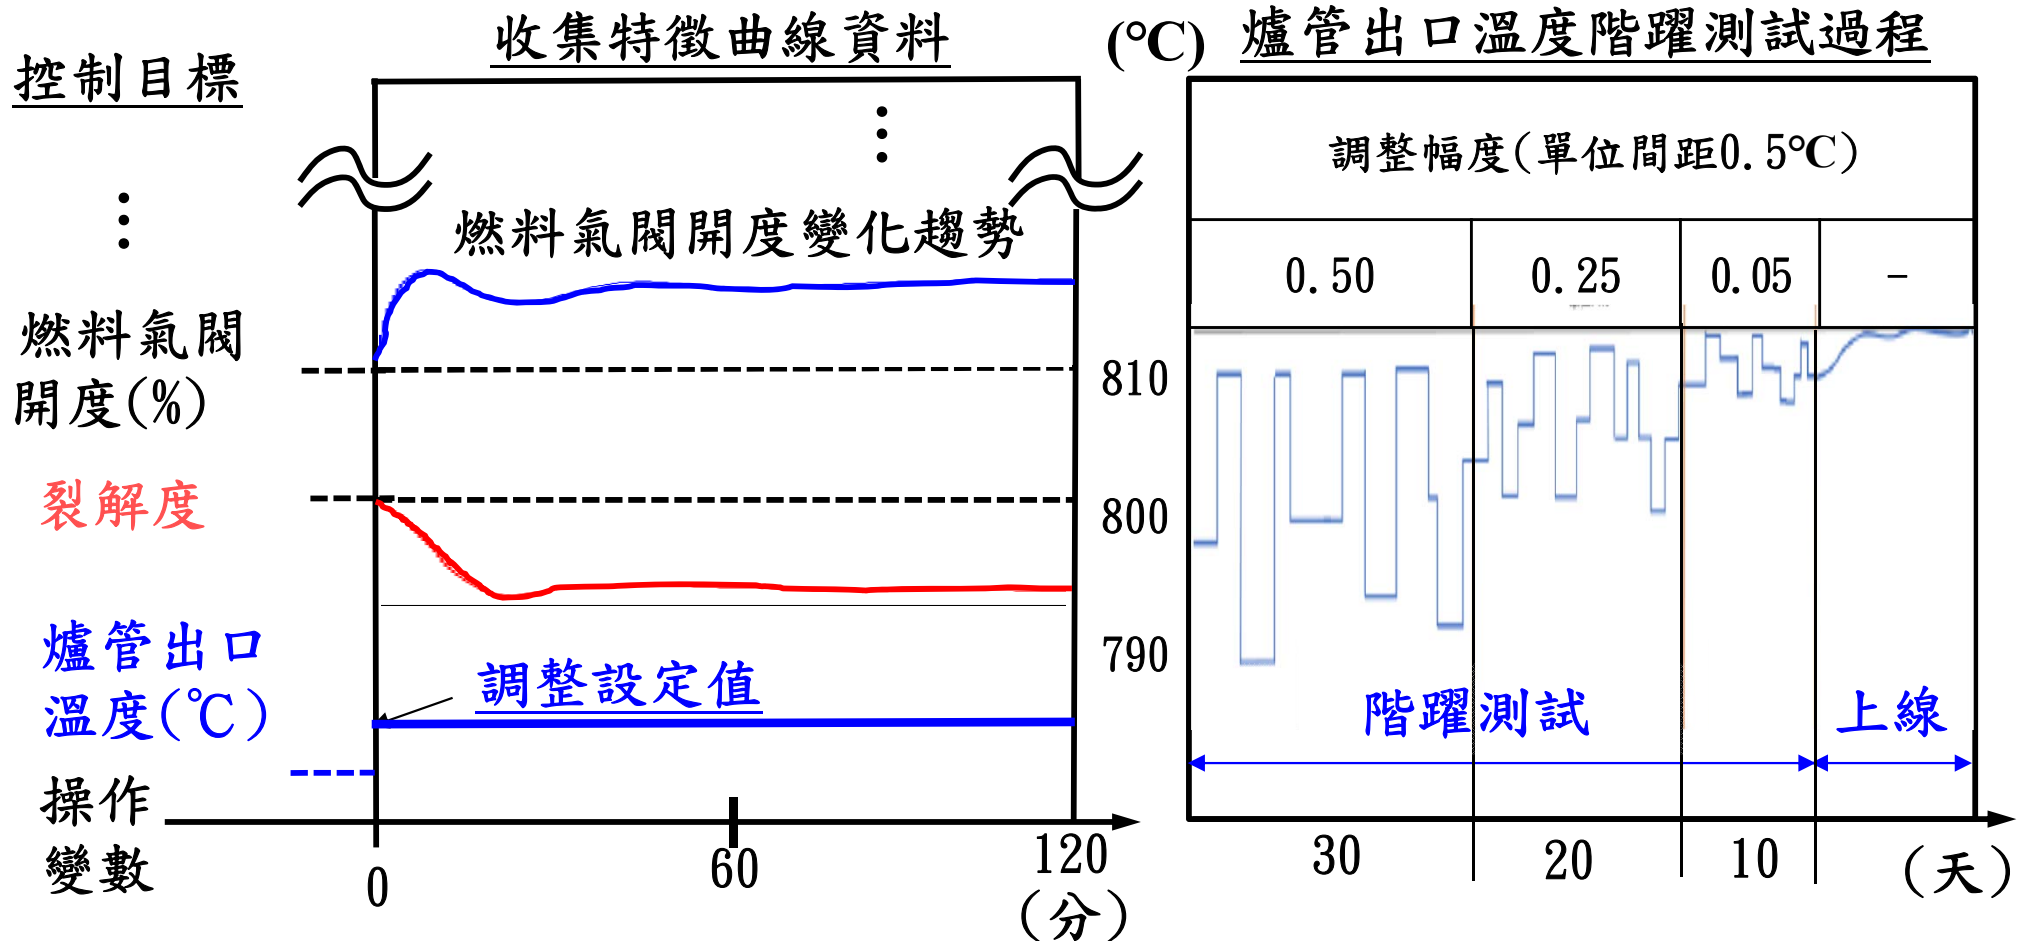 控制目標
收集特徵曲線資料
(°C)
爐管出口溫度階躍測試過程
調整幅度(單位間距0.5℃)
燃料氣閥開度變化趨勢
0.50
0.25
0.05
-
燃料氣閥
開度(%)
810
裂解度
800
爐管出口
溫度(℃)
790
調整設定值
階躍測試
上線
操作
變數
0
60
120
(分)
30
20
10
(天)